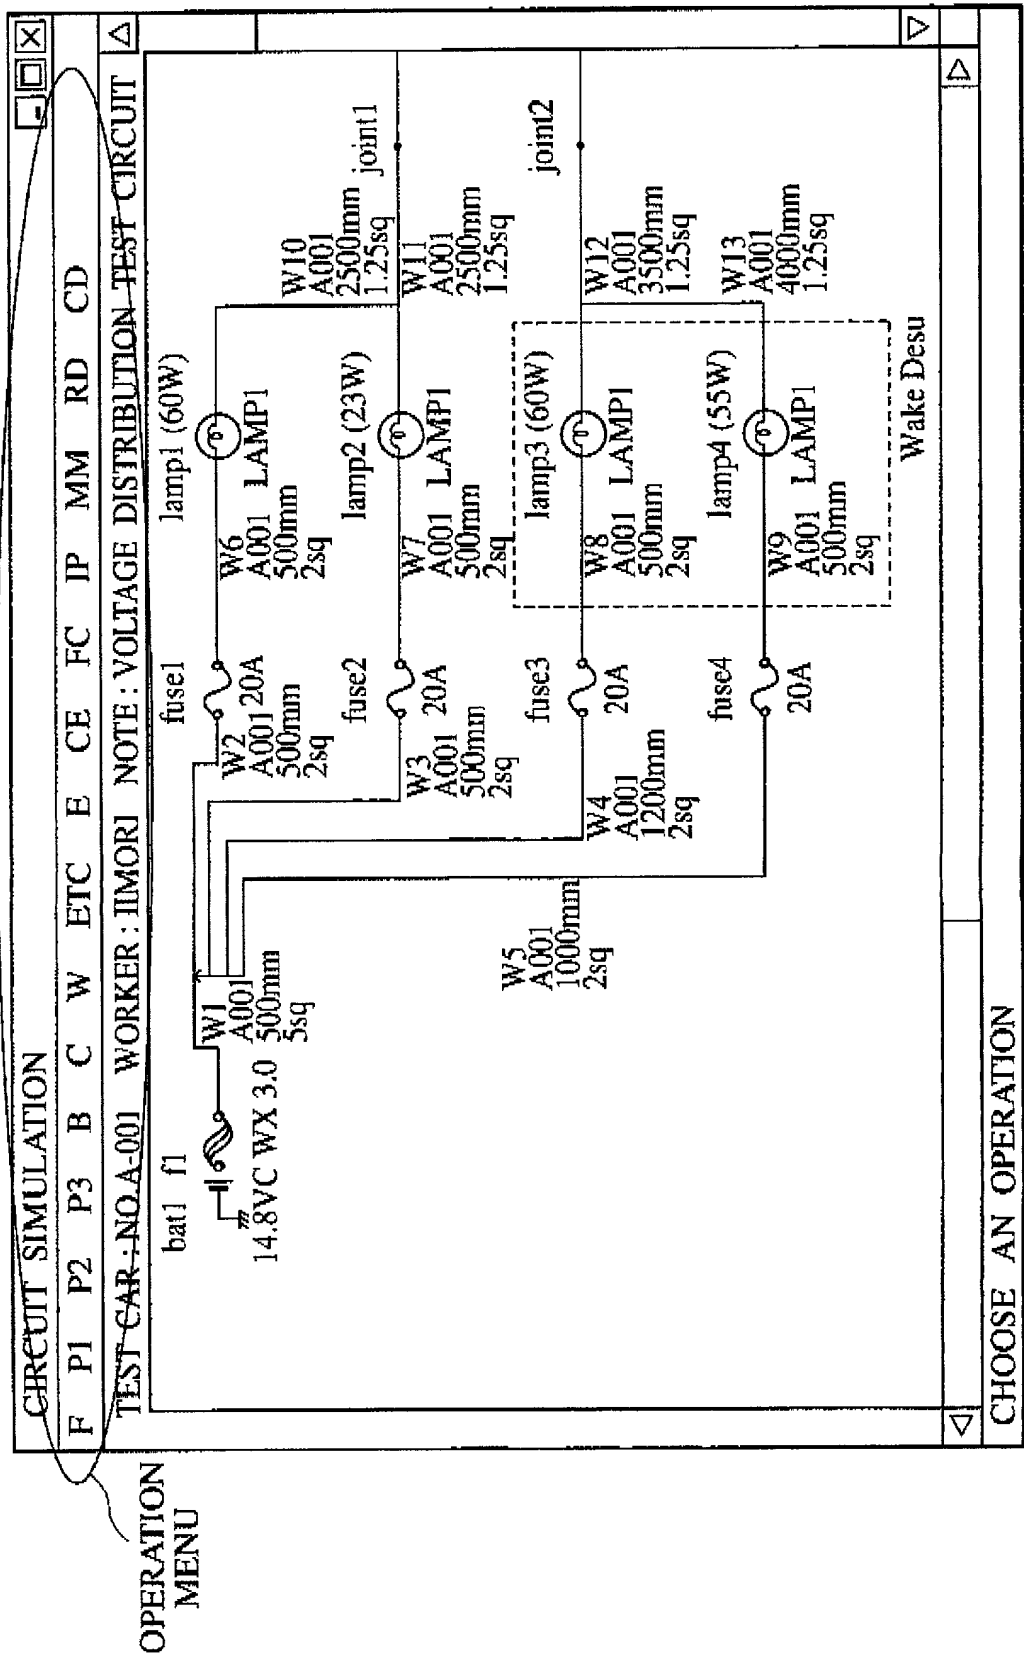 CIRCUIT SIMULATION
F P1 P2 P3 B C W ETC E CE FC IP MM RD CD
TEST CAR : NO.A-001 WORKER : IIMORI NOTE : VOLTAGE DISTRIBUTION TEST CIRCUIT
OPERATION
MENU
bat1 f1
14.8VC WX 3.0
W1
A001
500mm
5sq
fuse1
20A
W2
A001
500mm
2sq
W6
A001
500mm
2sq
lamp1 (60W)
LAMP1
W10
A001
2500mm
1.25sq
joint1
fuse2
20A
W3
A001
500mm
2sq
W7
A001
500mm
2sq
lamp2 (23W)
LAMP1
W11
A001
2500mm
1.25sq
fuse3
20A
W4
A001
1200mm
2sq
W8
A001
500mm
2sq
lamp3 (60W)
LAMP1
W12
A001
3500mm
1.25sq
joint2
fuse4
20A
W5
A001
1000mm
2sq
W9
A001
500mm
2sq
lamp4 (55W)
LAMP1
W13
A001
4000mm
1.25sq
Wake Desu
CHOOSE AN OPERATION